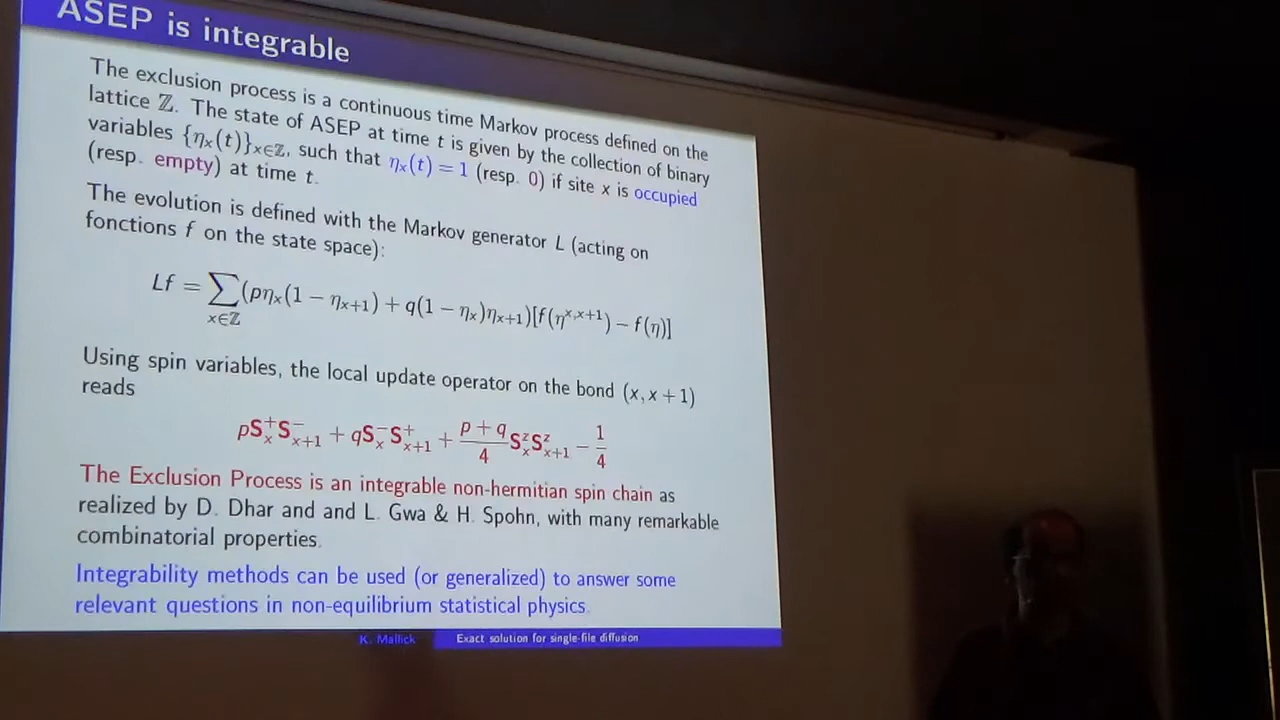 ASEP is integrable
The exclusion process is a continuous time Markov process defined on the
lattice ℤ. The state of ASEP at time t is given by the collection of binary
variables {ηₓ(t)}ₓ∈ℤ, such that ηₓ(t) = 1 (resp. 0) if site x is occupied
(resp. empty) at time t.
The evolution is defined with the Markov generator L (acting on
fonctions f on the state space):
Lf = ∑_{x∈ℤ} (pηₓ(1 − ηₓ₊₁) + q(1 − ηₓ)ηₓ₊₁)[f(η^{x,x+1}) − f(η)]
Using spin variables, the local update operator on the bond (x, x + 1)
reads
pS⁺ₓS⁻ₓ₊₁ + qS⁻ₓS⁺ₓ₊₁ + (p + q)/4 SᶻₓSᶻₓ₊₁ − 1/4
The Exclusion Process is an integrable non-hermitian spin chain as
realized by D. Dhar and and L. Gwa & H. Spohn, with many remarkable
combinatorial properties.
Integrability methods can be used (or generalized) to answer some
relevant questions in non-equilibrium statistical physics.
K. Mallick Exact solution for single-file diffusion